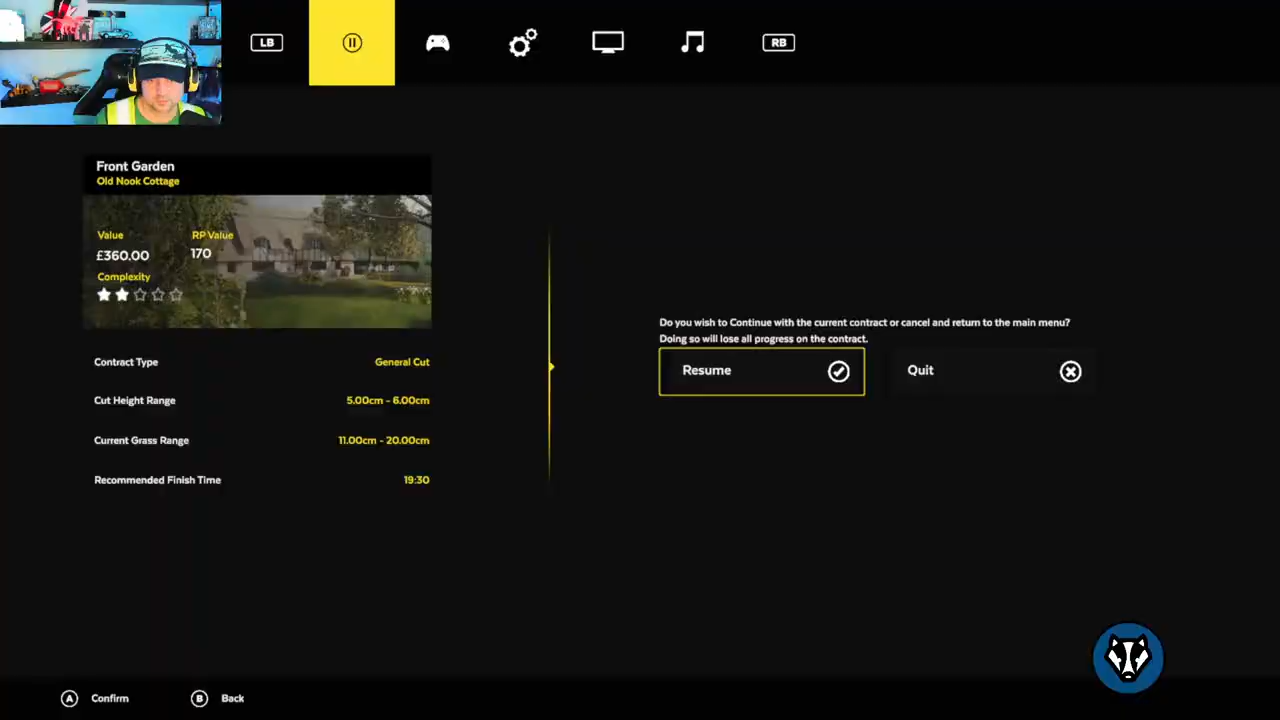 LB
RB
Front Garden
Old Nook Cottage
Value
RP Value
£360.00
170
Complexity
Contract Type
General Cut
Cut Height Range
5.00cm - 6.00cm
Current Grass Range
11.00cm - 20.00cm
Recommended Finish Time
19:30
Do you wish to Continue with the current contract or cancel and return to the main menu?
Doing so will lose all progress on the contract.
Resume
Quit
A Confirm
B Back